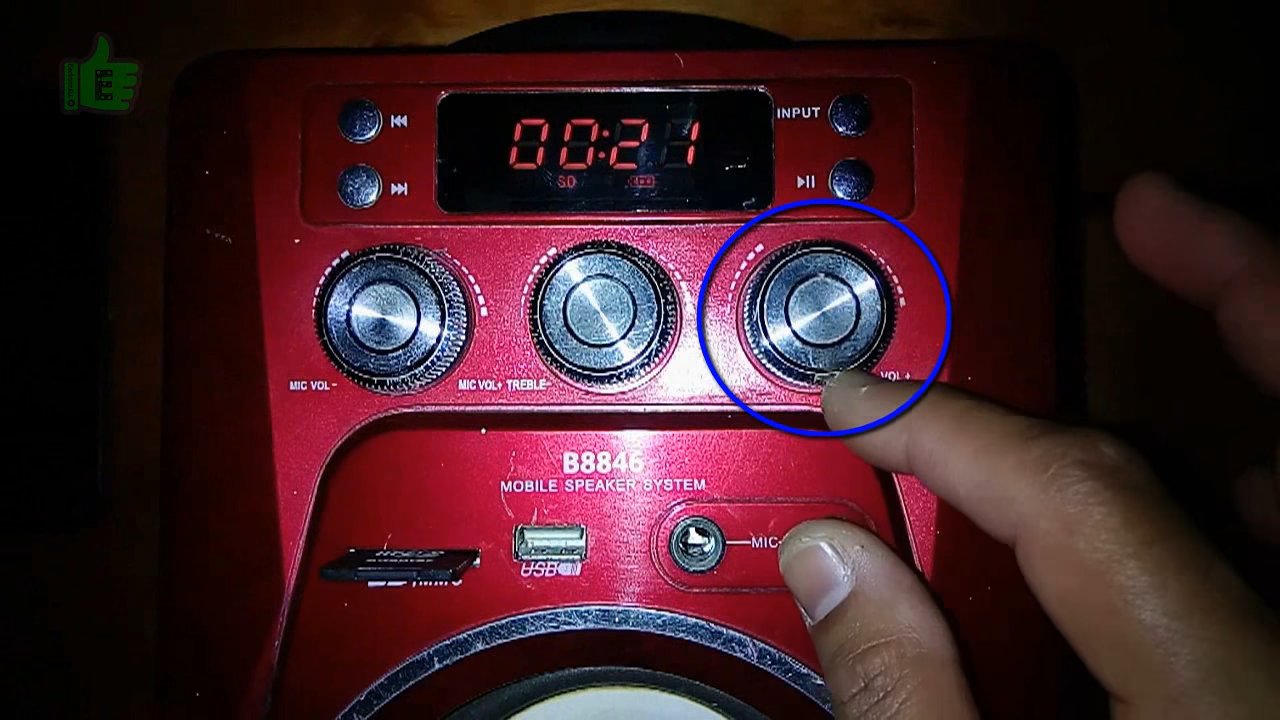 INPUT
00:21
SD
MIC VOL-
MIC VOL+ TREBLE-
VOL +
B8846
MOBILE SPEAKER SYSTEM
MIC
USB